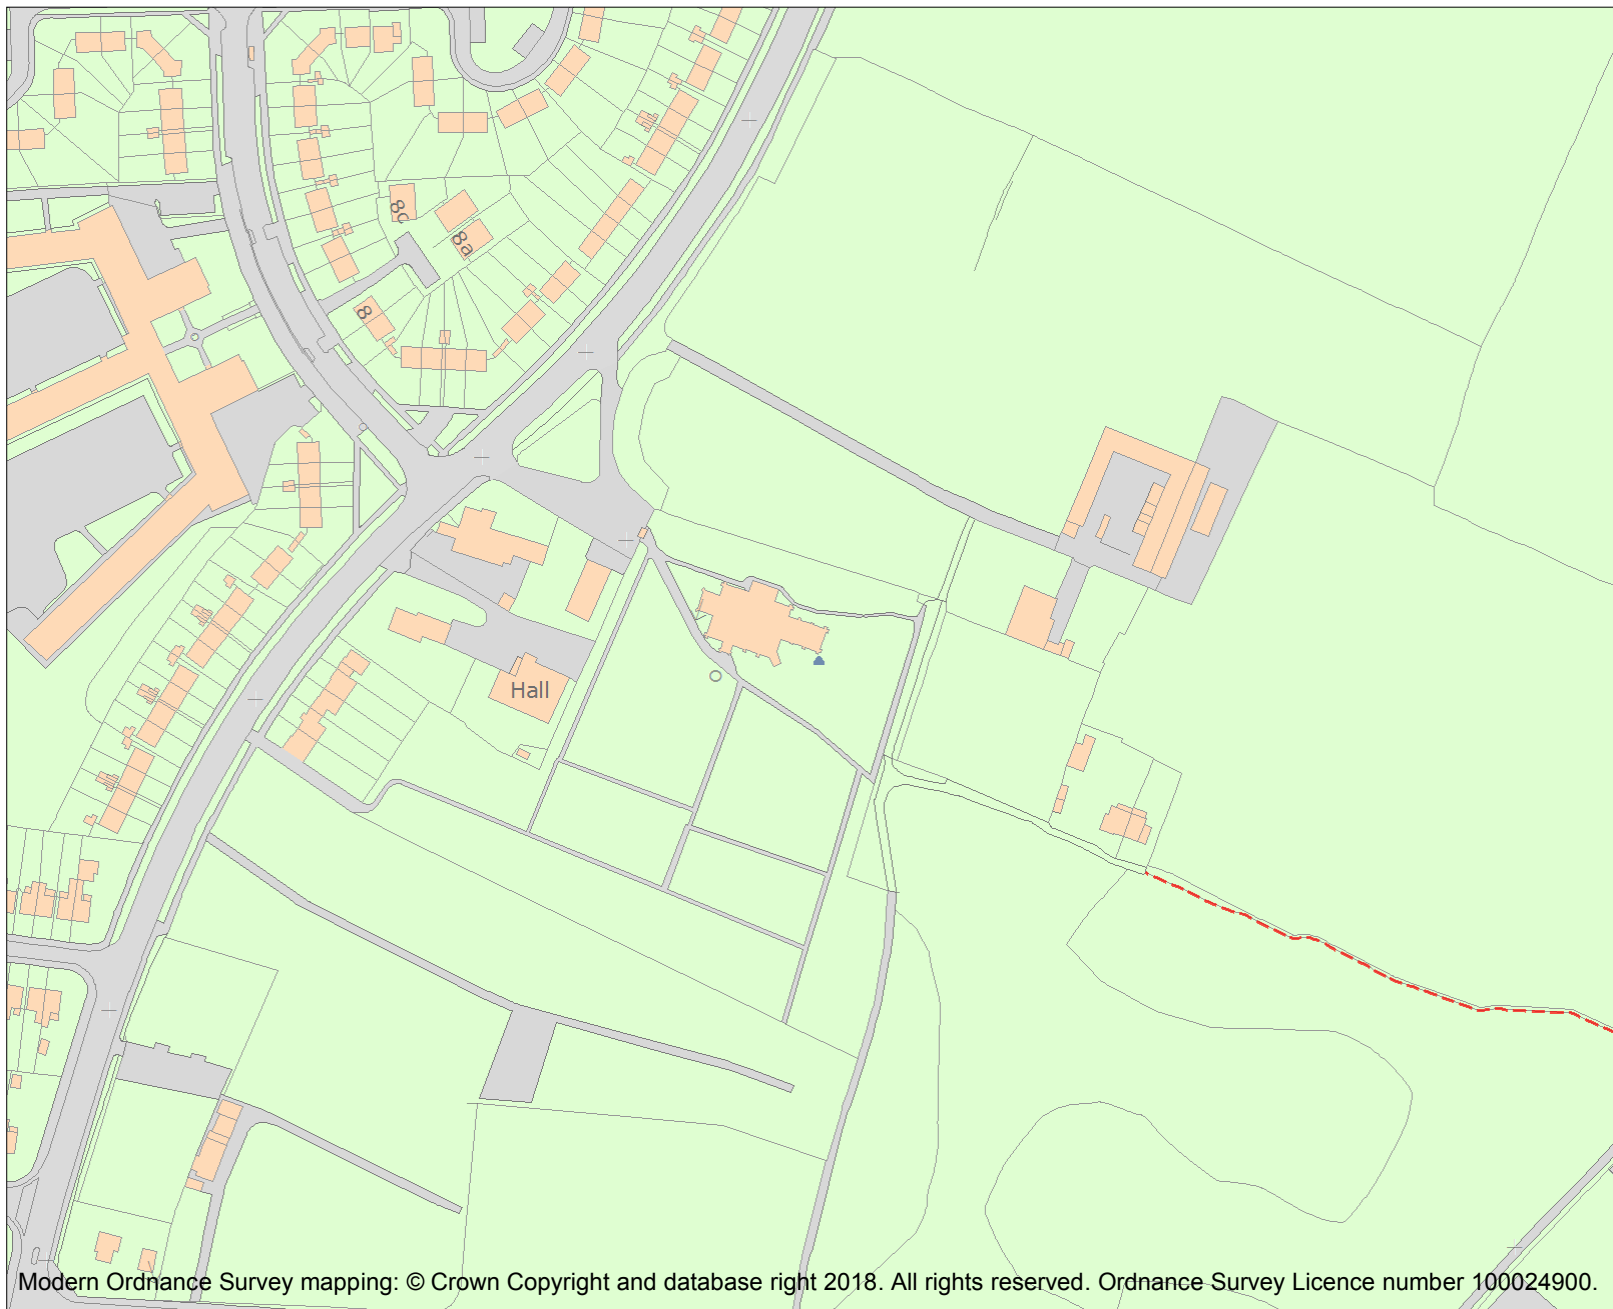 8c
8a
8
Hall
Modern Ordnance Survey mapping: © Crown Copyright and database right 2018. All rights reserved. Ordnance Survey Licence number 100024900.